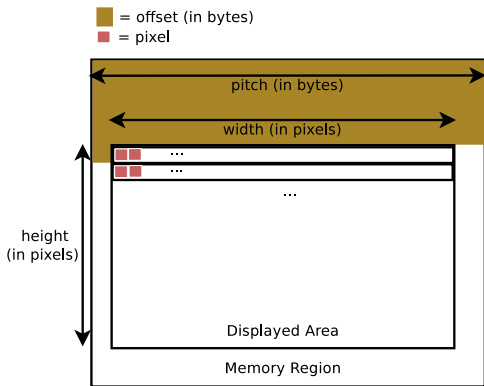 = offset (in bytes)
= pixel
pitch (in bytes)
width (in pixels)
...
...
...
height
(in pixels)
Displayed Area
Memory Region